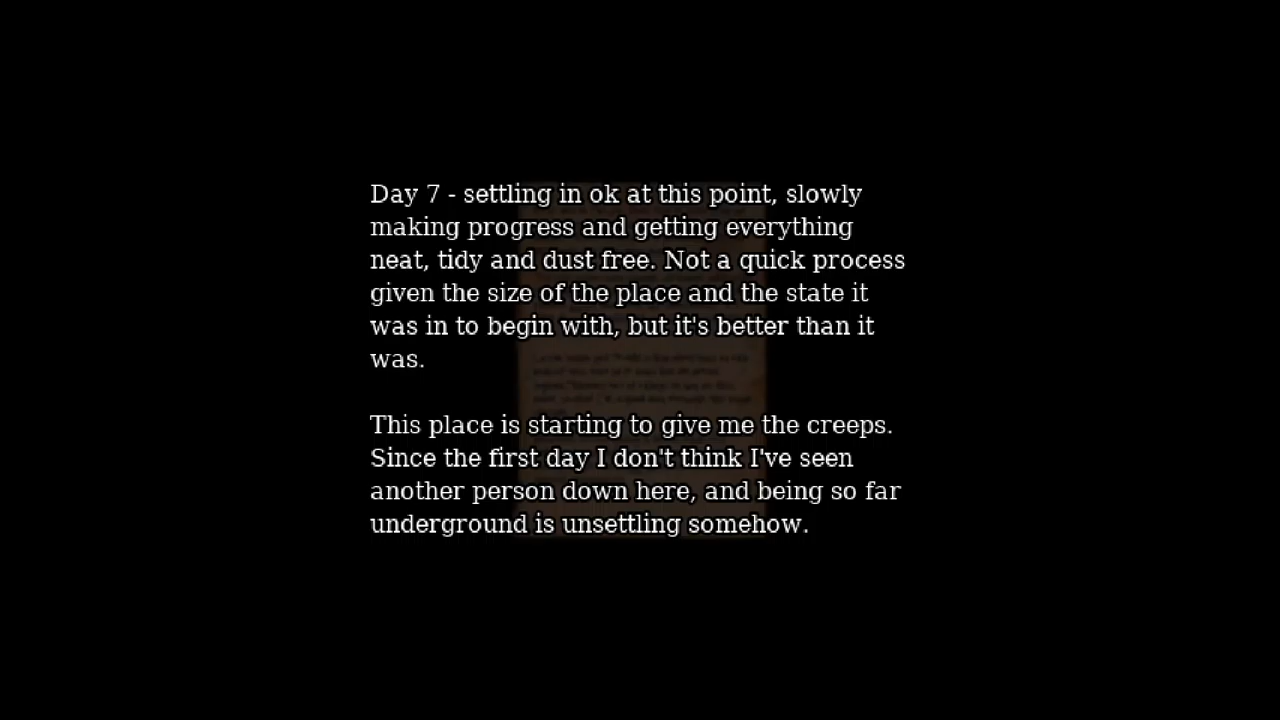 Day 7 - settling in ok at this point, slowly
making progress and getting everything
neat, tidy and dust free. Not a quick process
given the size of the place and the state it
was in to begin with, but it's better than it
was.

This place is starting to give me the creeps.
Since the first day I don't think I've seen
another person down here, and being so far
underground is unsettling somehow.